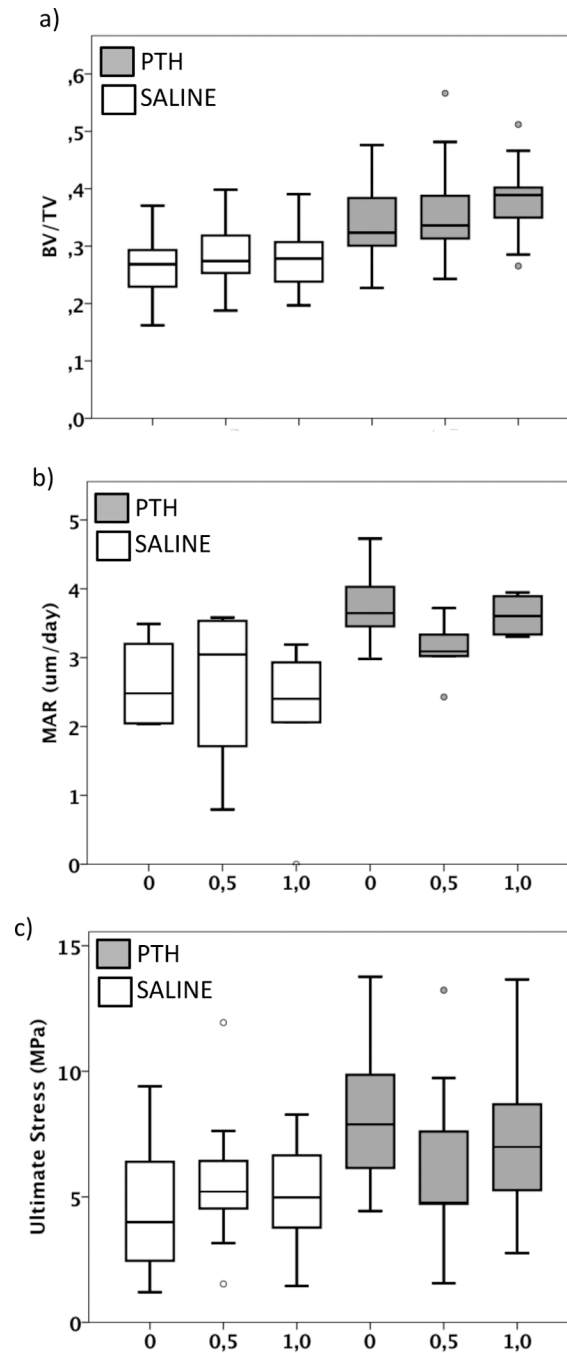 a)
PTH
SALINE
,6
,5
,4
,3
,2
,1
,0
BV/TV
b)
PTH
SALINE
5
4
3
2
1
0
MAR (um/day)
0 0,5 1,0 0 0,5 1,0
c)
PTH
SALINE
15
10
5
0
Ultimate Stress (MPa)
0 0,5 1,0 0 0,5 1,0